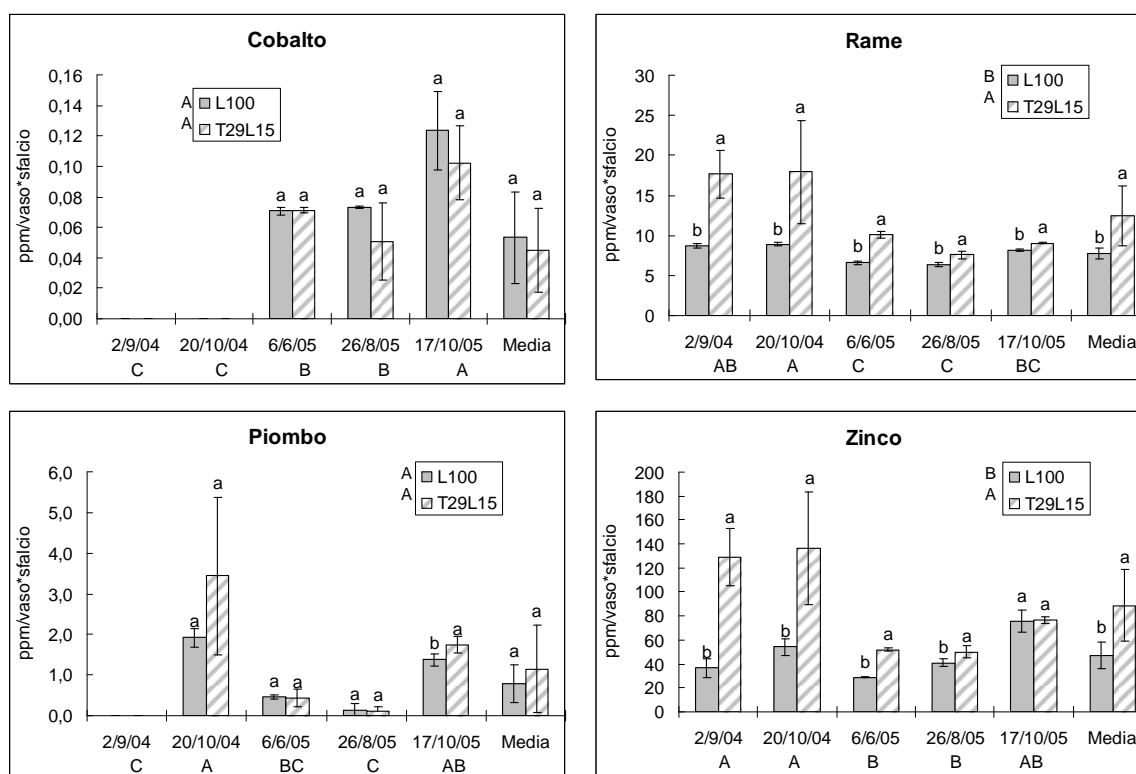 Cobalto
ppm/vaso*sfalcio
0,16
0,14
0,12
0,10
0,08
0,06
0,04
0,02
0,00
A L100
A T29L15
a a a a a a a a
2/9/04 20/10/04 6/6/05 26/8/05 17/10/05 Media
C C B B A
Rame
ppm/vaso*sfalcio
30
25
20
15
10
5
0
B L100
A T29L15
b a b a b a b a b a b a
2/9/04 20/10/04 6/6/05 26/8/05 17/10/05 Media
AB A C C BC
Piombo
ppm/vaso*sfalcio
6,0
5,0
4,0
3,0
2,0
1,0
0,0
A L100
A T29L15
a a a a a a b a a a
2/9/04 20/10/04 6/6/05 26/8/05 17/10/05 Media
C A BC C AB
Zinco
ppm/vaso*sfalcio
200
180
160
140
120
100
80
60
40
20
0
B L100
A T29L15
b a b a b a b a a a b a
2/9/04 20/10/04 6/6/05 26/8/05 17/10/05 Media
A A B B AB